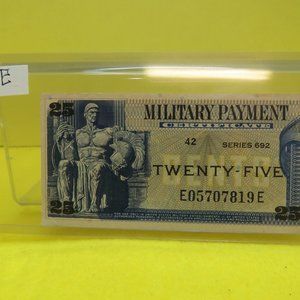 E
25
MILITARY PAYMENT
CERTIFICATE
42 SERIES 692
TWENTY-FIVE
E05707819E
25 25